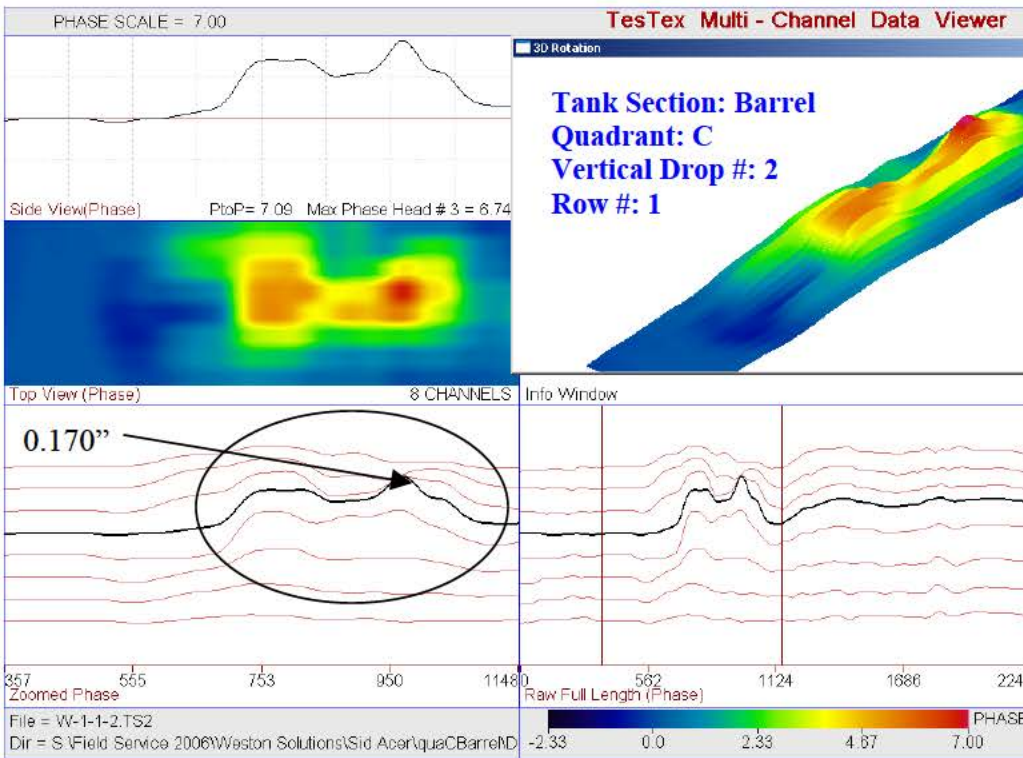 PHASE SCALE = 7.00
TesTex Multi - Channel Data Viewer
3D Rotation
Tank Section: Barrel
Quadrant: C
Vertical Drop #: 2
Row #: 1
Side View(Phase)
PtoP= 7.09 Max Phase Head # 3 = 6.74
Top View (Phase)
8 CHANNELS
Info Window
0.170”
357 555 753 950 1148
Zoomed Phase
0 562 1124 1686 224
Raw Full Length (Phase)
File = W-1-1-2.TS2
Dir = S:\Field Service 2006\Weston Solutions\Sid Acer\quaCBarrel\D
PHASE
-2.33 0.0 2.33 4.67 7.00